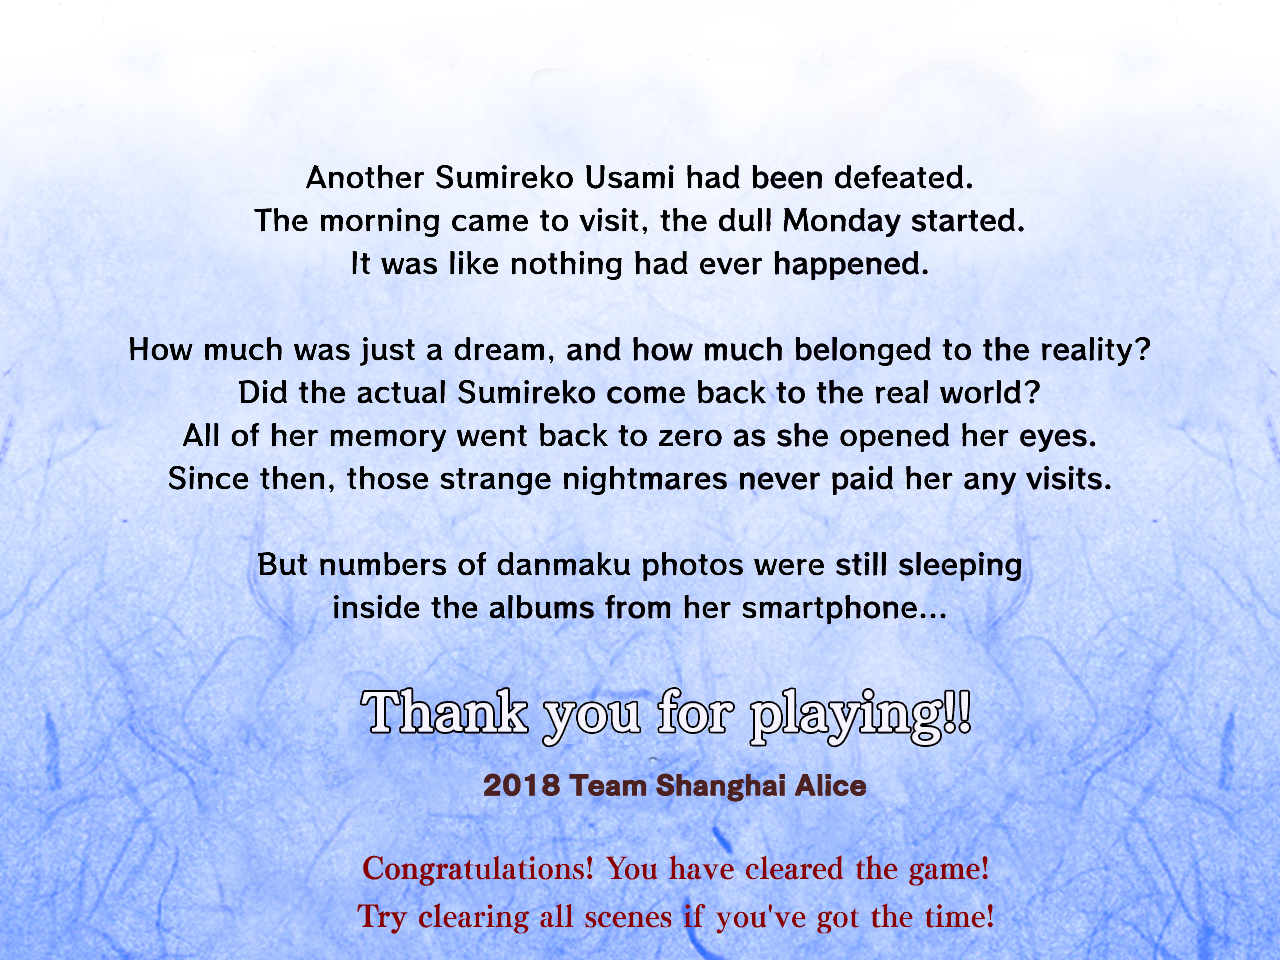 Another Sumireko Usami had been defeated.
The morning came to visit, the dull Monday started.
It was like nothing had ever happened.
How much was just a dream, and how much belonged to the reality?
Did the actual Sumireko come back to the real world?
All of her memory went back to zero as she opened her eyes.
Since then, those strange nightmares never paid her any visits.
But numbers of danmaku photos were still sleeping
inside the albums from her smartphone...
Thank you for playing!!
2018 Team Shanghai Alice
Congratulations! You have cleared the game!
Try clearing all scenes if you've got the time!